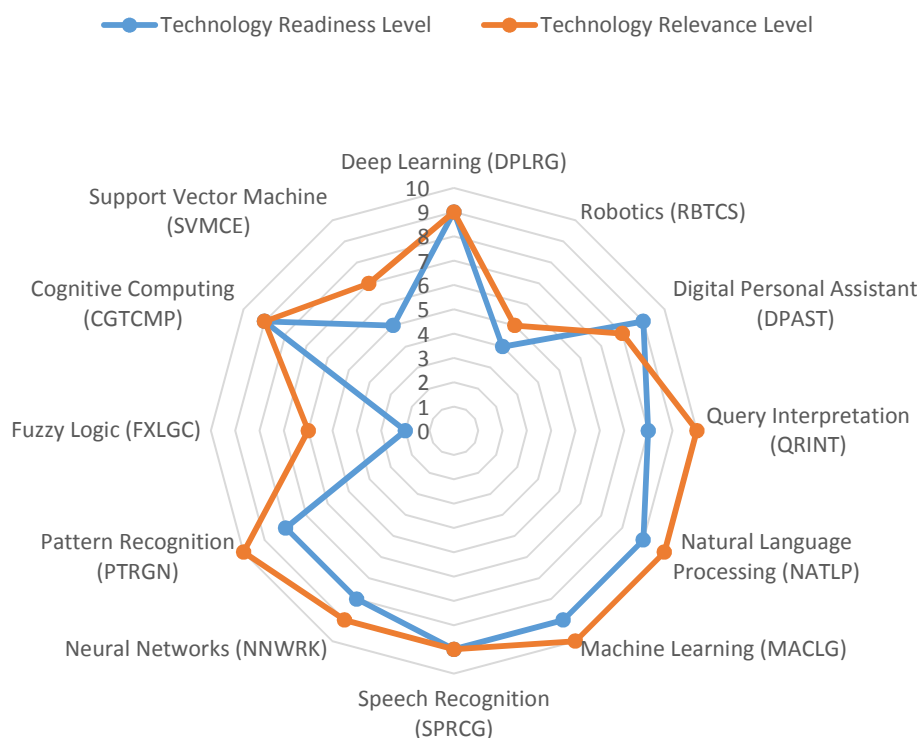 Technology Readiness Level
Technology Relevance Level
Deep Learning (DPLRG)
Robotics (RBTCS)
Digital Personal Assistant
(DPAST)
Query Interpretation
(QRINT)
Natural Language
Processing (NATLP)
Machine Learning (MACLG)
Speech Recognition
(SPRCG)
Neural Networks (NNWRK)
Pattern Recognition
(PTRGN)
Fuzzy Logic (FXLGC)
Cognitive Computing
(CGTCMP)
Support Vector Machine
(SVMCE)
10
9
8
7
6
5
4
3
2
1
0